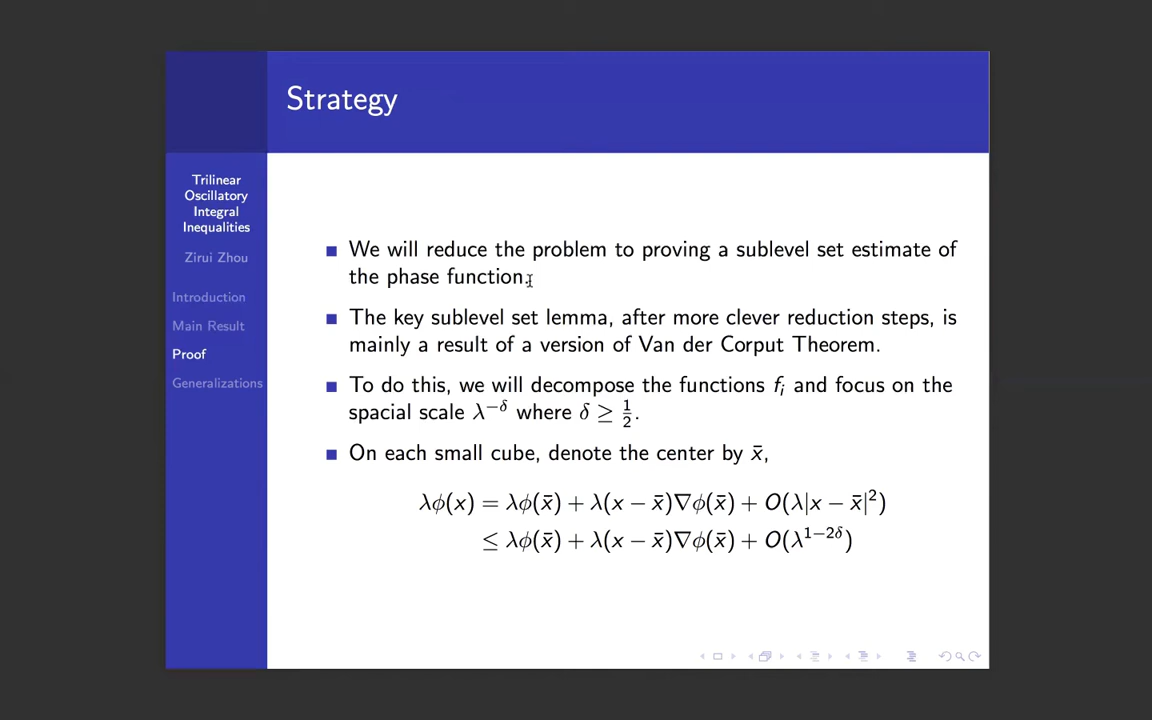 Strategy
Trilinear
Oscillatory
Integral
Inequalities
Zirui Zhou
Introduction
Main Result
Proof
Generalizations
We will reduce the problem to proving a sublevel set estimate of
the phase function.
The key sublevel set lemma, after more clever reduction steps, is
mainly a result of a version of Van der Corput Theorem.
To do this, we will decompose the functions fᵢ and focus on the
spacial scale λ^{−δ} where δ ≥ 1/2.
On each small cube, denote the center by x̄,
λϕ(x) = λϕ(x̄) + λ(x − x̄)∇ϕ(x̄) + O(λ|x − x̄|²)
≤ λϕ(x̄) + λ(x − x̄)∇ϕ(x̄) + O(λ^{1−2δ})